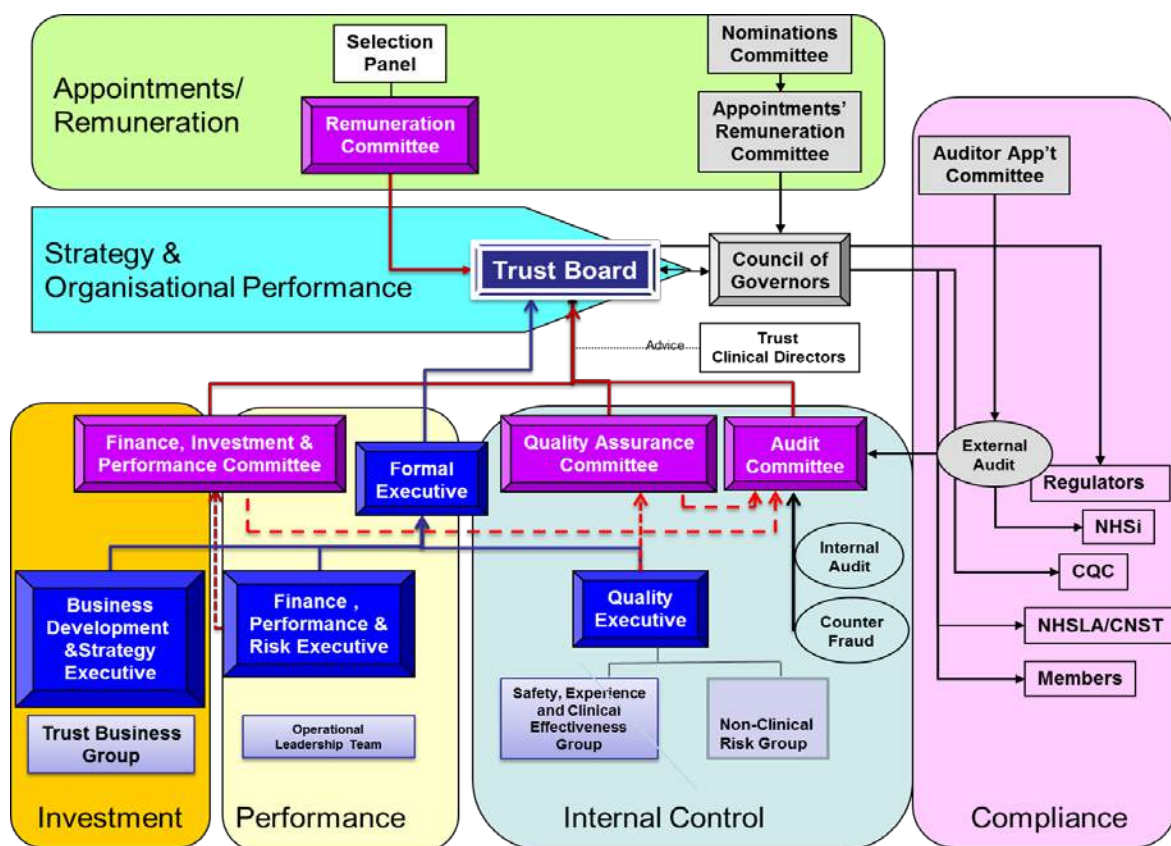 Selection
Panel
Nominations
Committee
Appointments/
Remuneration
Remuneration
Committee
Appointments’
Remuneration
Committee
Auditor App’t
Committee
Strategy &
Organisational Performance
Trust Board
Council of
Governors
Advice
Trust
Clinical Directors
Finance, Investment &
Performance Committee
Formal
Executive
Quality Assurance
Committee
Audit
Committee
External
Audit
Regulators
NHSi
CQC
NHSLA/CNST
Members
Internal
Audit
Counter
Fraud
Business
Development
&Strategy
Executive
Finance ,
Performance &
Risk Executive
Quality
Executive
Trust Business
Group
Operational
Leadership Team
Safety, Experience
and Clinical
Effectiveness
Group
Non-Clinical
Risk Group
Investment
Performance
Internal Control
Compliance